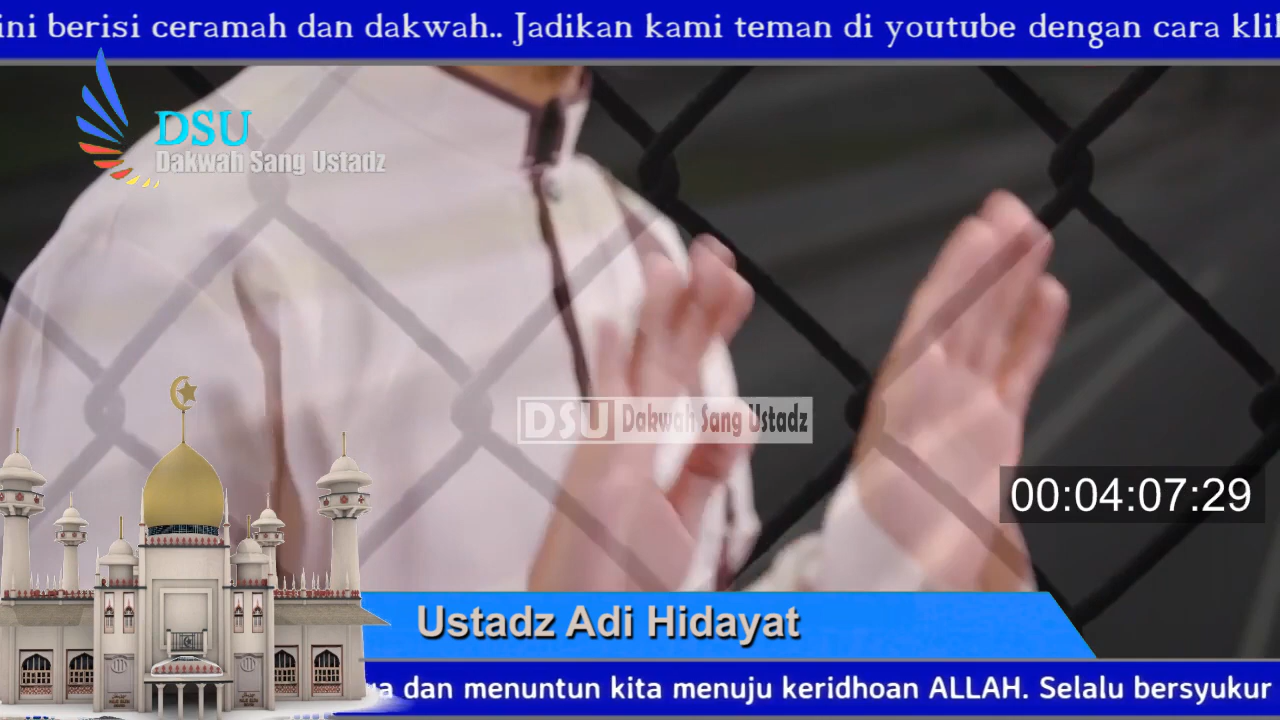 ini berisi ceramah dan dakwah.. Jadikan kami teman di youtube dengan cara kli
DSU
Dakwah Sang Ustadz
DSU Dakwah Sang Ustadz
00:04:07:29
Ustadz Adi Hidayat
dan menuntun kita menuju keridhoan ALLAH. Selalu bersyukur